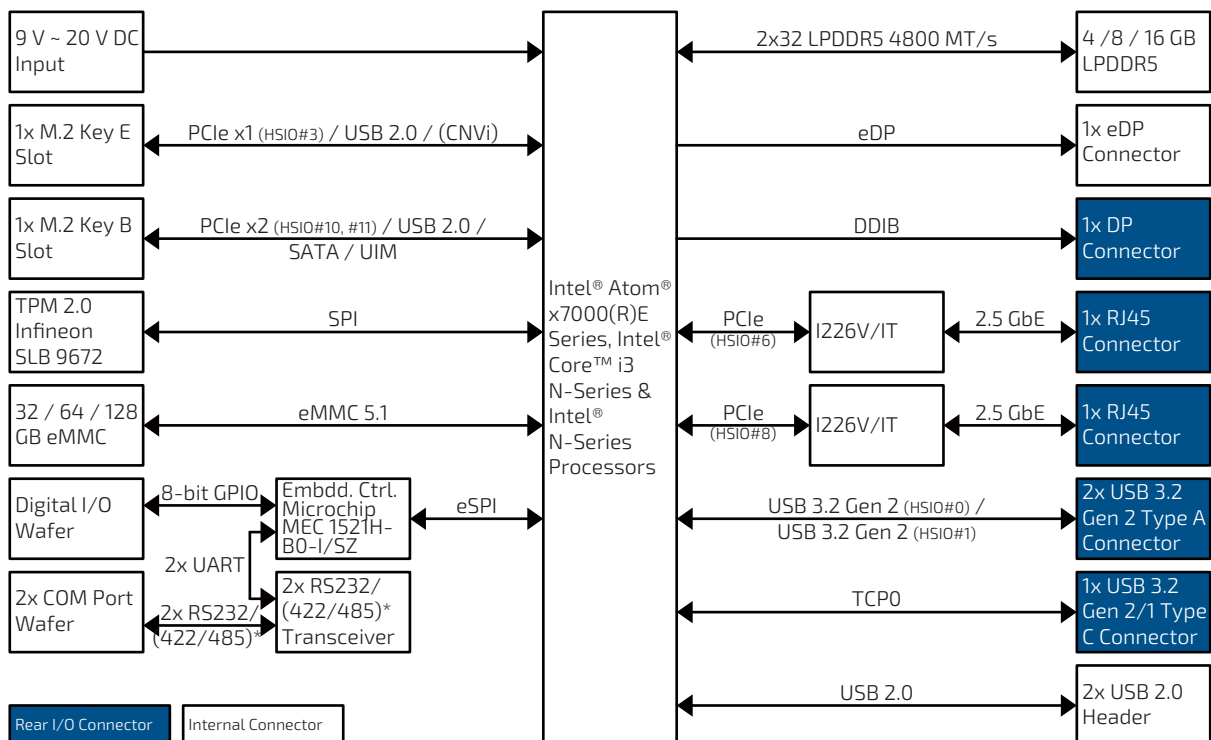 9 V ~ 20 V DC
Input
2x32 LPDDR5 4800 MT/s
4 /8 / 16 GB
LPDDR5
1x M.2 Key E
Slot
PCIe x1 (HSIO#3) / USB 2.0 / (CNVi)
eDP
1x eDP
Connector
1x M.2 Key B
Slot
PCIe x2 (HSIO#10, #11) / USB 2.0 /
SATA / UIM
DDIB
1x DP
Connector
Intel® Atom®
x7000(R)E
Series, Intel®
Core™ i3
N-Series &
Intel®
N-Series
Processors
TPM 2.0
Infineon
SLB 9672
SPI
PCIe
(HSIO#6)
I226V/IT
2.5 GbE
1x RJ45
Connector
32 / 64 / 128
GB eMMC
eMMC 5.1
PCIe
(HSIO#8)
I226V/IT
2.5 GbE
1x RJ45
Connector
Digital I/O
Wafer
8-bit GPIO
Embdd. Ctrl.
Microchip
MEC 1521H-
B0-I/SZ
eSPI
USB 3.2 Gen 2 (HSIO#0) /
USB 3.2 Gen 2 (HSIO#1)
2x USB 3.2
Gen 2 Type A
Connector
2x UART
2x COM Port
Wafer
2x RS232/
(422/485)*
2x RS232/
(422/485)*
Transceiver
TCP0
1x USB 3.2
Gen 2/1 Type
C Connector
USB 2.0
2x USB 2.0
Header
Rear I/O Connector
Internal Connector